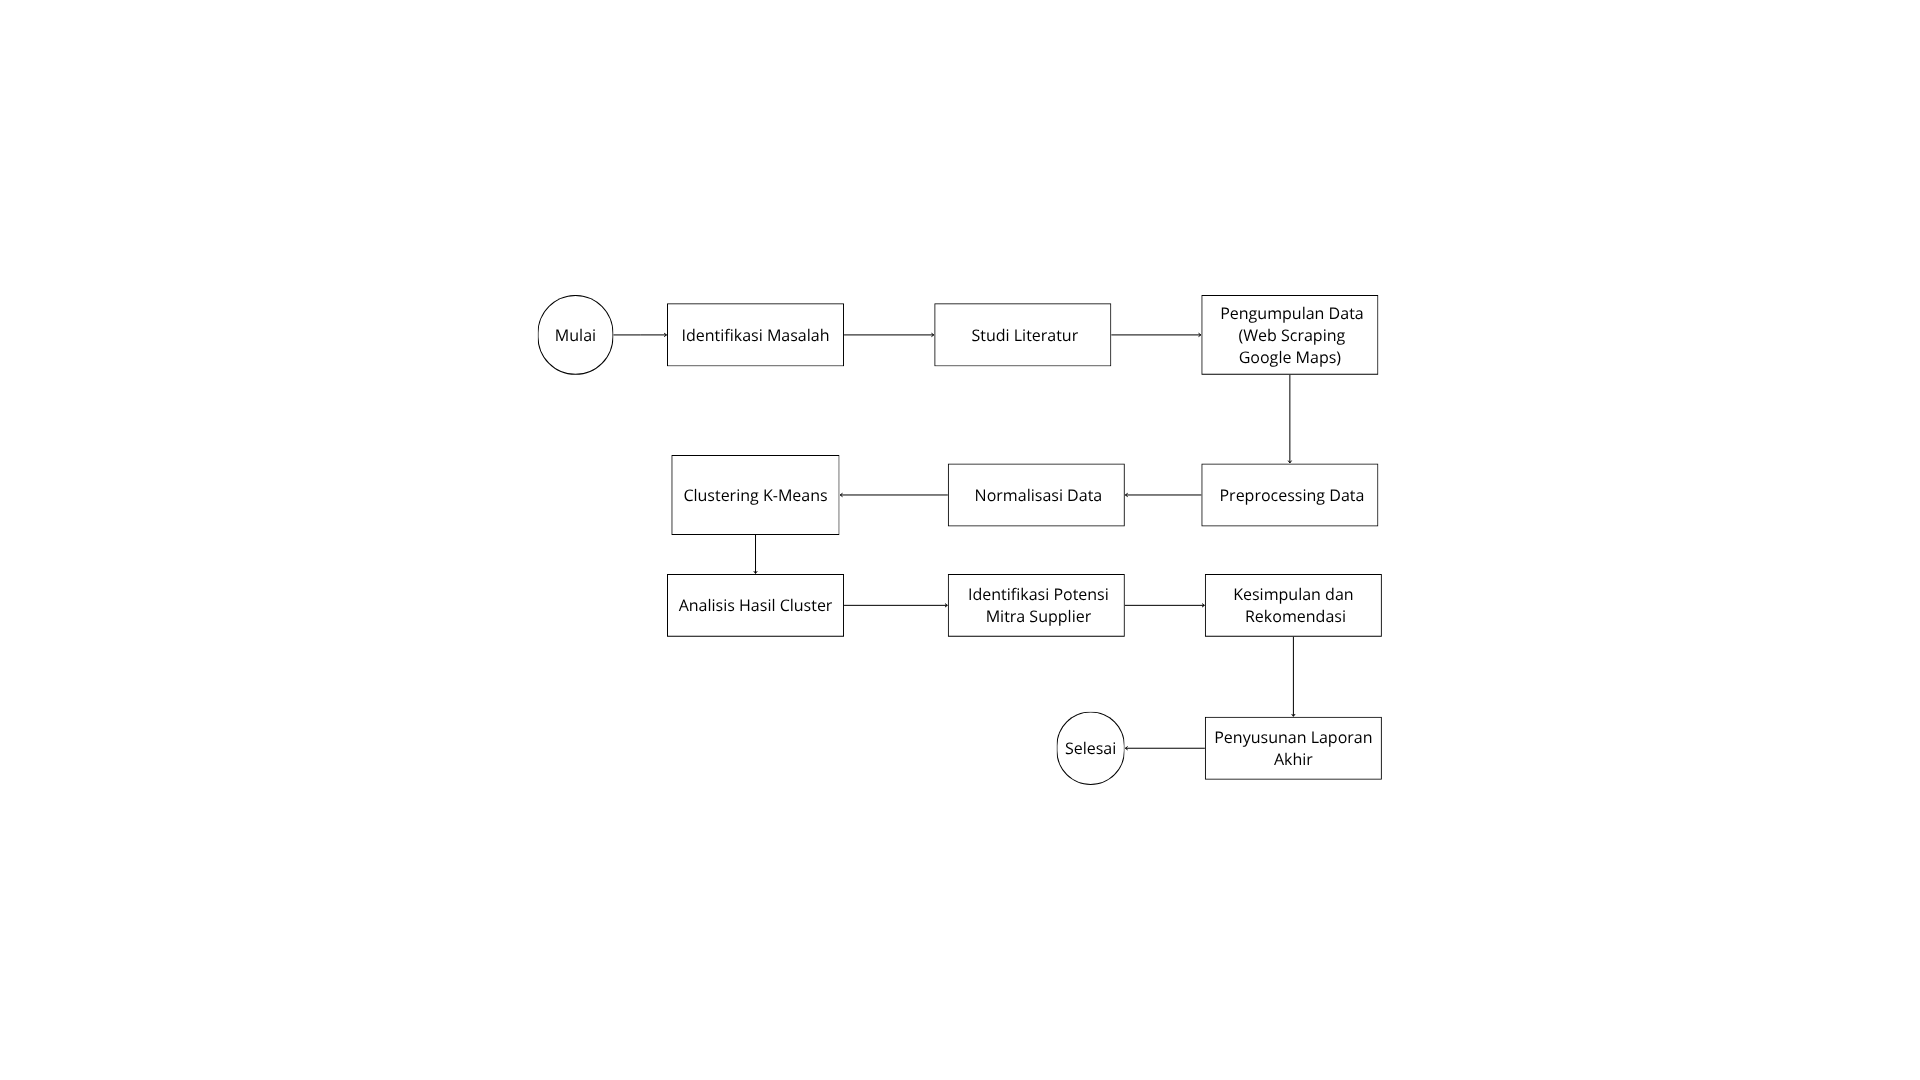 Mulai
Identifikasi Masalah
Studi Literatur
Pengumpulan Data
(Web Scraping
Google Maps)
Preprocessing Data
Normalisasi Data
Clustering K-Means
Analisis Hasil Cluster
Identifikasi Potensi
Mitra Supplier
Kesimpulan dan
Rekomendasi
Penyusunan Laporan
Akhir
Selesai